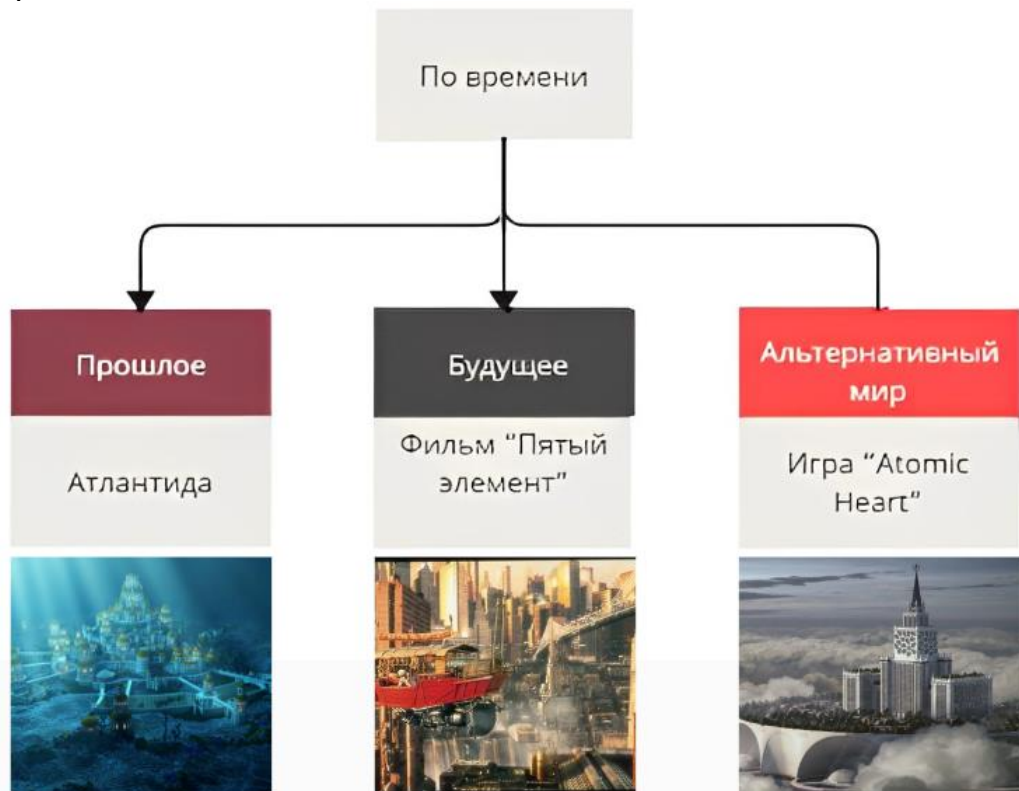 По времени
Прошлое
Будущее
Альтернативный
мир
Атлантида
Фильм “Пятый
элемент”
Игра “Atomic
Heart”